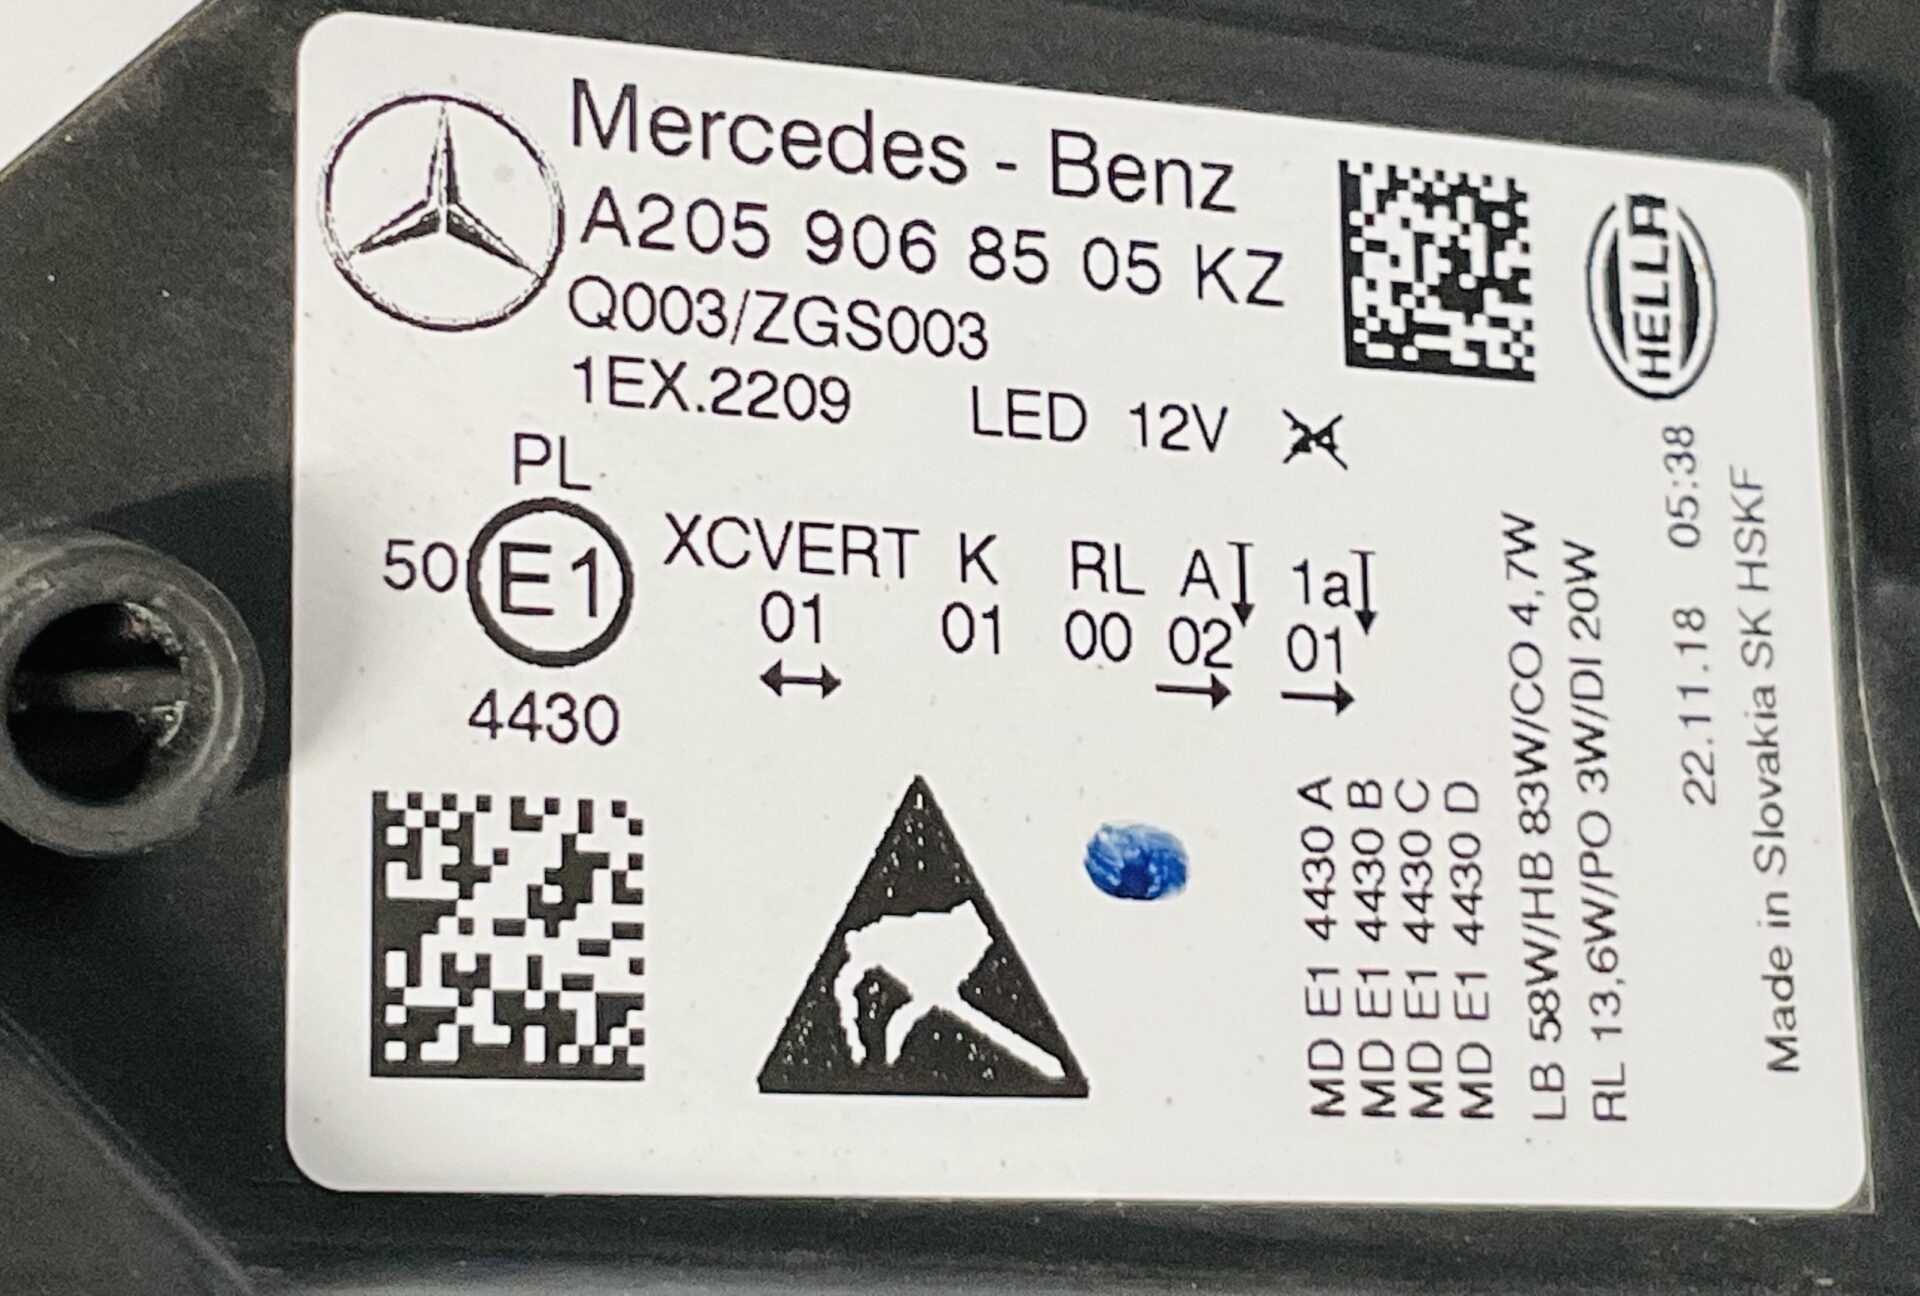 Mercedes - Benz
A205 906 85 05 KZ
Q003/ZGS003
1EX.2209 LED 12V 24
HELLA
PL
50 E1 XCVERT K RL A 1a
01 01 00 02 01
4430
MD E1 4430 A
MD E1 4430 B
MD E1 4430 C
MD E1 4430 D
LB 58W/HB 83W/CO 4,7W
RL 13,6W/PO 3W/DI 20W
22.11.18 05:38
Made in Slovakia SK HSKF